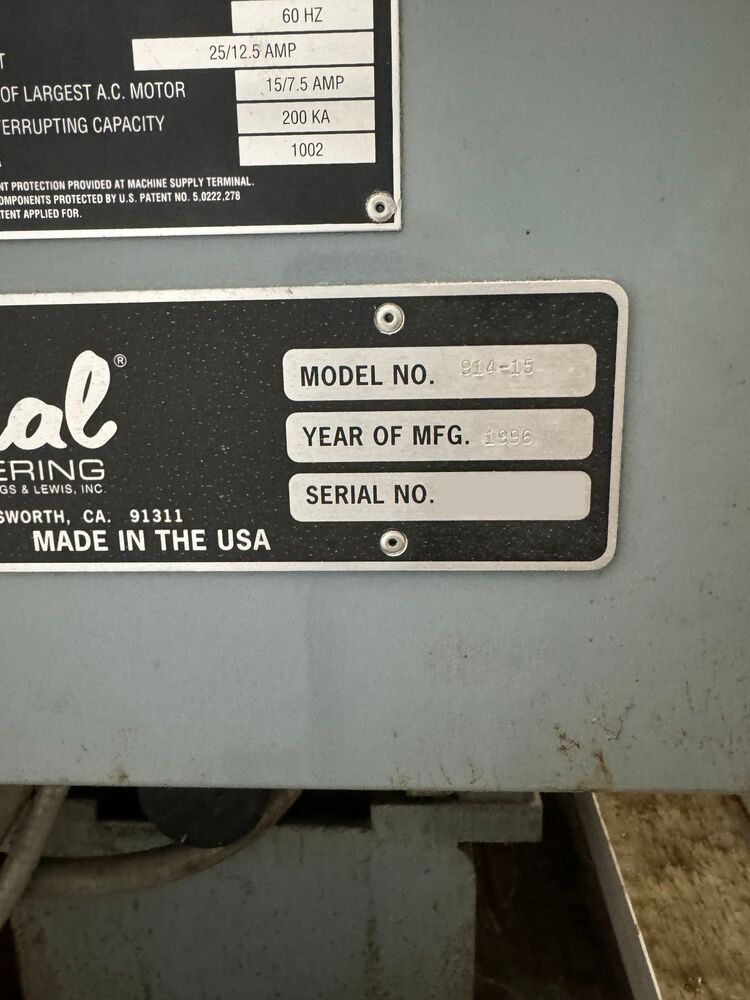 60 HZ
T 25/12.5 AMP
OF LARGEST A.C. MOTOR 15/7.5 AMP
ERRUPTING CAPACITY 200 KA
1002
NT PROTECTION PROVIDED AT MACHINE SUPPLY TERMINAL.
OMPONENTS PROTECTED BY U.S. PATENT NO. 5,0222,278
TENT APPLIED FOR.
al®
ERING
GS & LEWIS, INC.
SWORTH, CA. 91311
MADE IN THE USA
MODEL NO. 914-15
YEAR OF MFG. 1996
SERIAL NO.